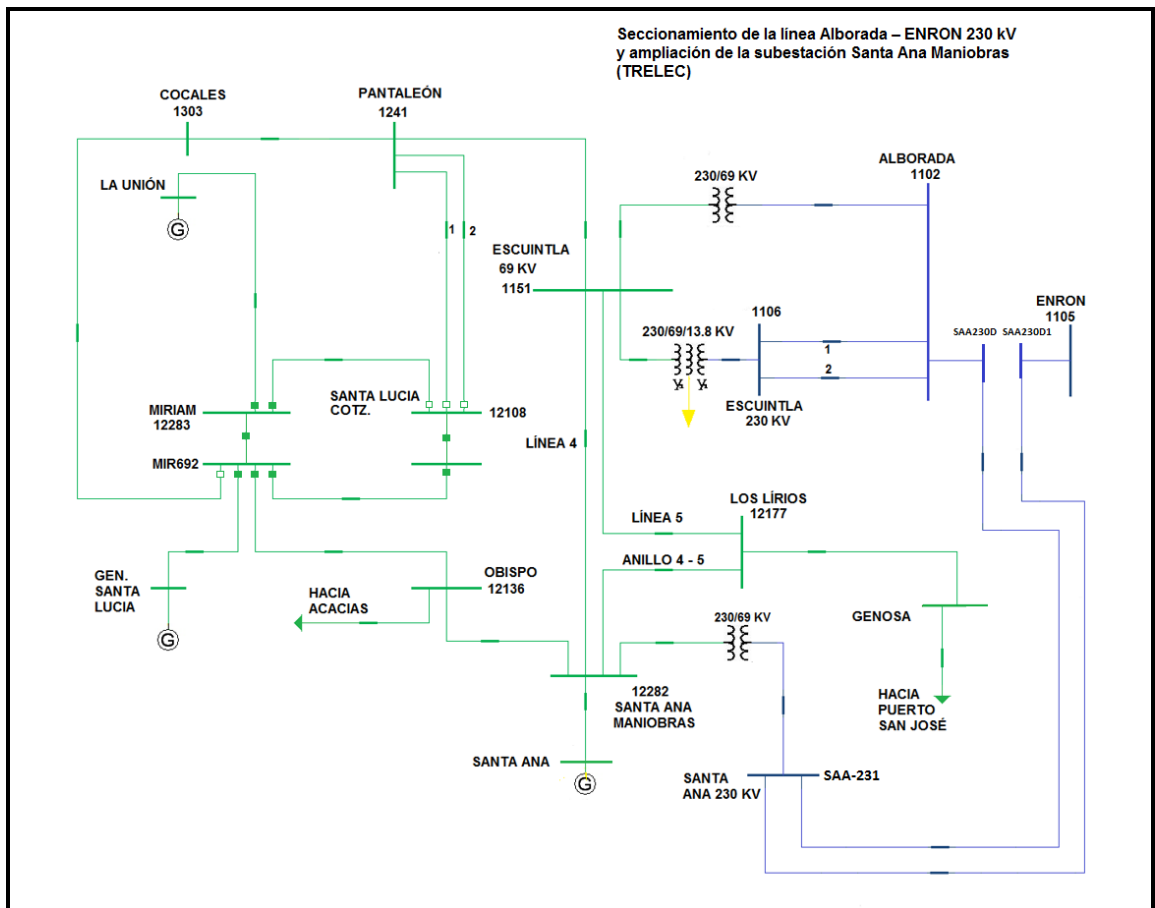 Seccionamiento de la línea Alborada – ENRON 230 kV
y ampliación de la subestación Santa Ana Maniobras
(TRELEC)
COCALES
1303
PANTALEÓN
1241
LA UNIÓN
G
1
2
230/69 KV
ALBORADA
1102
ESCUINTLA
69 KV
1151
230/69/13.8 KV
1106
1
2
ESCUINTLA
230 KV
SAA230D
SAA230D1
ENRON
1105
MIRIAM
12283
SANTA LUCIA
COTZ.
12108
MIR692
LÍNEA 4
LOS LÍRIOS
12177
LÍNEA 5
ANILLO 4 - 5
GEN.
SANTA
LUCIA
G
HACIA
ACACIAS
OBISPO
12136
230/69 KV
GENOSA
12282
SANTA ANA
MANIOBRAS
HACIA
PUERTO
SAN JOSÉ
SANTA ANA
G
SANTA
ANA 230 KV
SAA-231